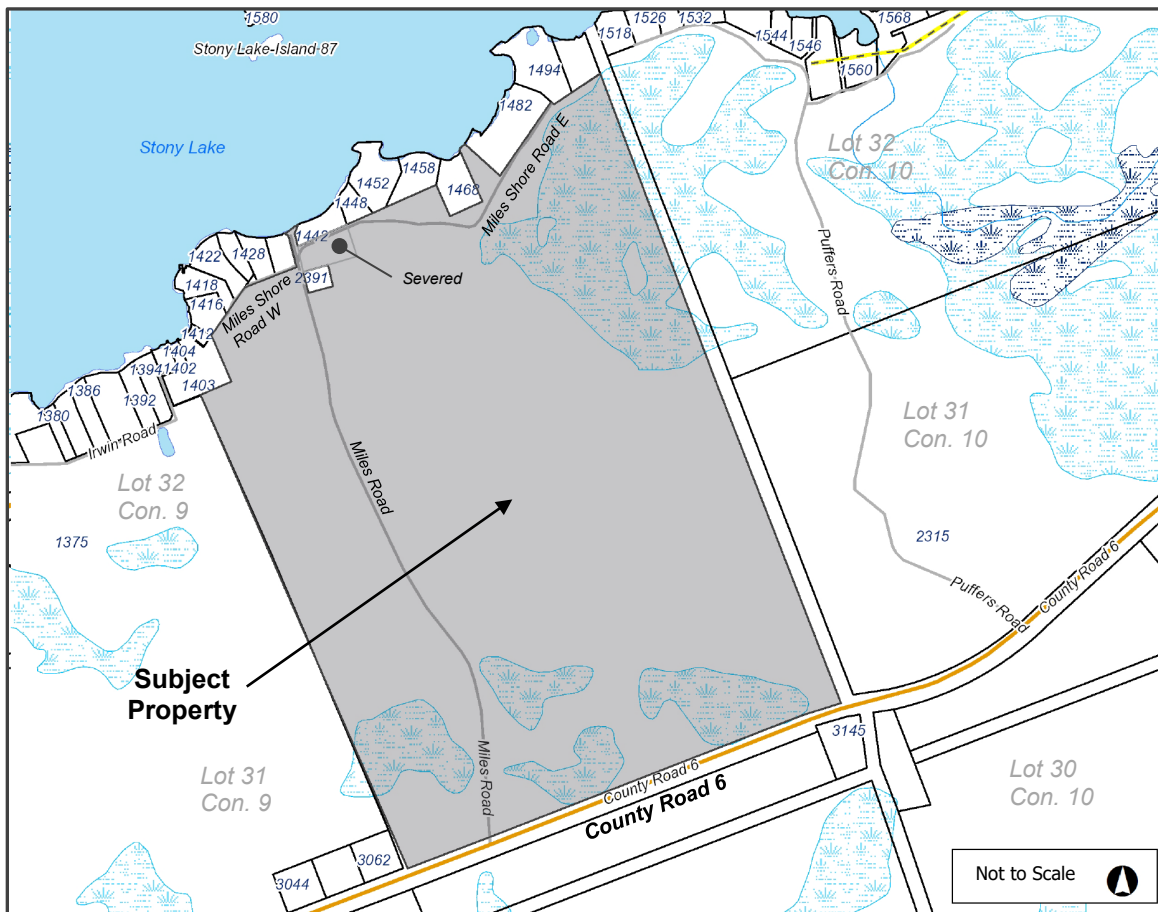 1580
Stony Lake-Island 87
1518
1526
1532
1544
1546
1568
1560
1494
1482
Stony Lake
Lot 32
Con. 10
1458
1452
1448
1468
Miles Shore Road E
1442
Severed
2391
1422
1428
1418
1416
Miles Shore
Road W
1412
1404
1402
1394
1403
1386
1392
1380
Irwin Road
Puffers Road
Lot 31
Con. 10
Lot 32
Con. 9
1375
Miles Road
2315
Puffers Road
County Road 6
Subject
Property
Miles Road
3145
Lot 31
Con. 9
County Road 6
County Road 6
Lot 30
Con. 10
3062
3044
Not to Scale